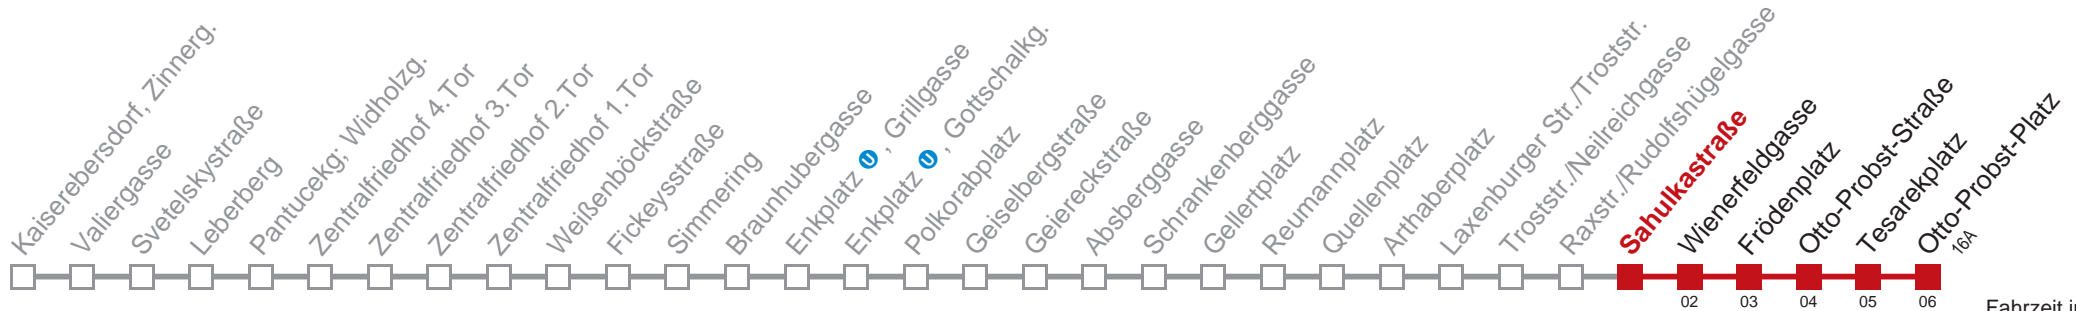 Kaiserebersdorf, Zinnerg.
Valiergasse
Svetelskystraße
Leberberg
Pantucekg; Widholzg.
Zentralfriedhof 4.Tor
Zentralfriedhof 3.Tor
Zentralfriedhof 2.Tor
Zentralfriedhof 1.Tor
Weißenböckstraße
Fickeysstraße
Simmering
Braunhubergasse
Enkplatz U , Grillgasse
Enkplatz U , Gottschalkg.
Polkorabplatz
Geiselbergstraße
Geiereckstraße
Absberggasse
Schrankenberggasse
Gellertplatz
Reumannplatz
Quellenplatz
Arthaberplatz
Laxenburger Str./Troststr.
Troststr./Neilreichgasse
Raxstr./Rudolfshügelgasse
Sahulkastraße
Wienerfeldgasse
Frödenplatz
Otto-Probst-Straße
Tesarekplatz
Otto-Probst-Platz
16A
02 03 04 05 06
Fahrzeit in